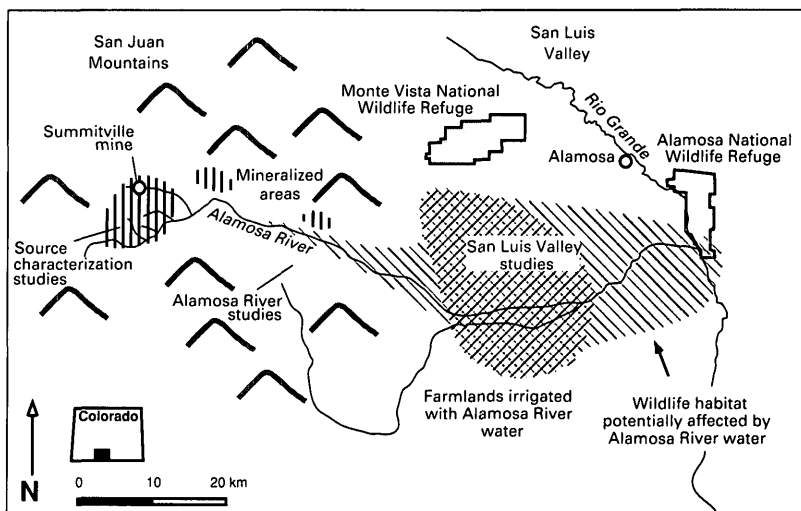 San Juan
Mountains
San Luis
Valley
Monte Vista National
Wildlife Refuge
Rio Grande
Summitville
mine
Alamosa
Alamosa National
Wildlife Refuge
Mineralized
areas
Alamosa River
Source
characterization
studies
San Luis Valley
studies
Alamosa River
studies
Farmlands irrigated
with Alamosa River
water
Wildlife habitat
potentially affected by
Alamosa River water
Colorado
N
0 10 20 km